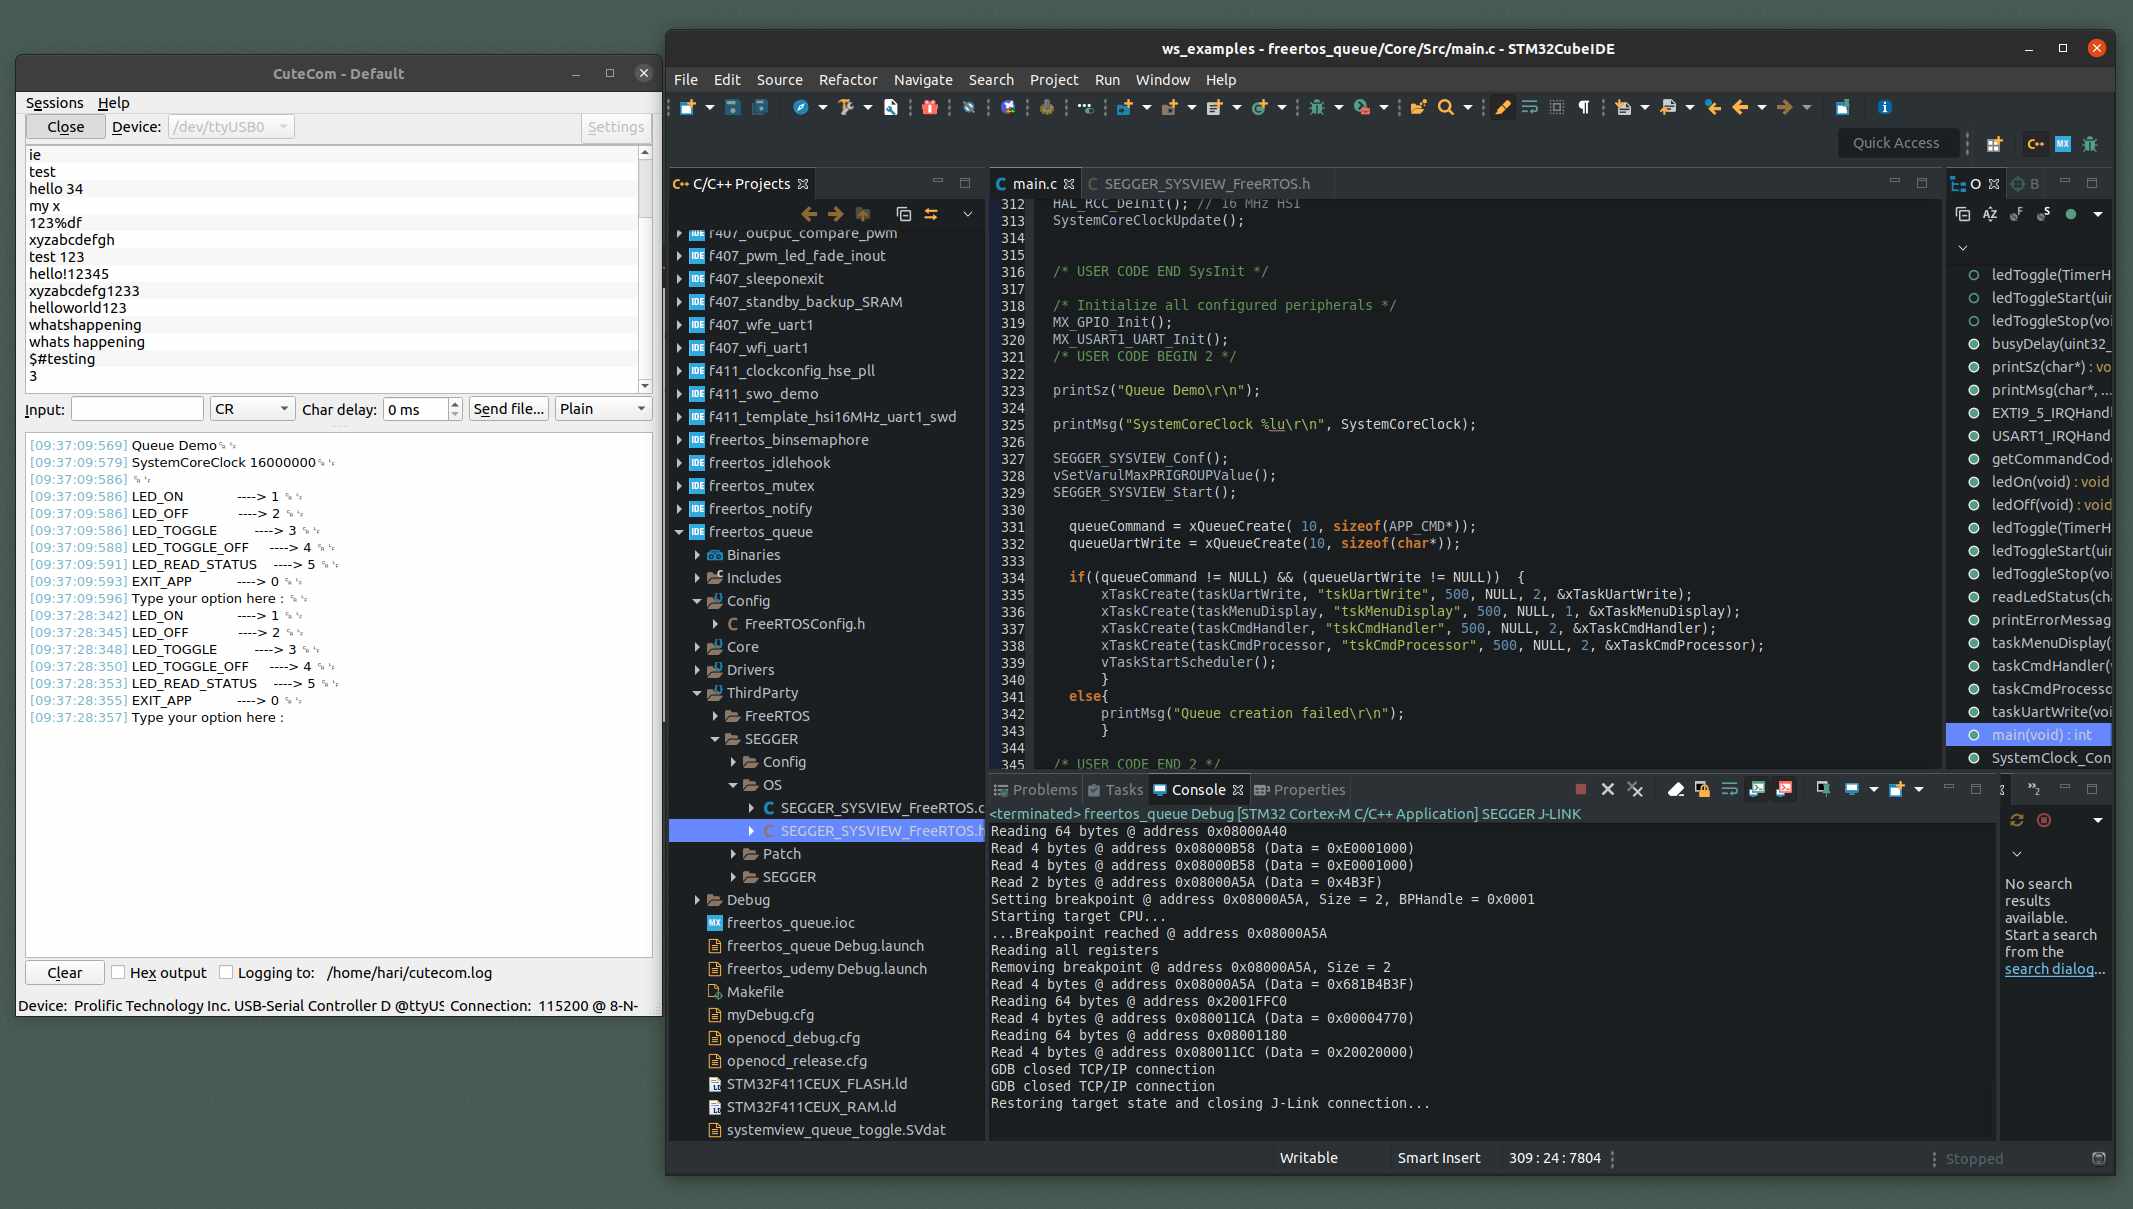 CuteCom - Default
Sessions Help
Close Device: /dev/ttyUSB0 Settings
ie
test
hello 34
my x
123%df
xyzabcdefgh
test 123
hello!12345
xyzabcdefg1233
helloworld123
whatshappening
whats happening
$#testing
3
Input: CR Char delay: 0 ms Send file... Plain
[09:37:09:569] Queue Demo
[09:37:09:579] SystemCoreClock 16000000
[09:37:09:586]
[09:37:09:586] LED_ON ----> 1
[09:37:09:586] LED_OFF ----> 2
[09:37:09:586] LED_TOGGLE ----> 3
[09:37:09:588] LED_TOGGLE_OFF ----> 4
[09:37:09:591] LED_READ_STATUS ----> 5
[09:37:09:593] EXIT_APP ----> 0
[09:37:09:596] Type your option here :
[09:37:28:342] LED_ON ----> 1
[09:37:28:345] LED_OFF ----> 2
[09:37:28:348] LED_TOGGLE ----> 3
[09:37:28:350] LED_TOGGLE_OFF ----> 4
[09:37:28:353] LED_READ_STATUS ----> 5
[09:37:28:355] EXIT_APP ----> 0
[09:37:28:357] Type your option here :
Clear Hex output Logging to: /home/hari/cutecom.log
Device: Prolific Technology Inc. USB-Serial Controller D @ttyUS Connection: 115200 @ 8-N-
ws_examples - freertos_queue/Core/Src/main.c - STM32CubeIDE
File Edit Source Refactor Navigate Search Project Run Window Help
Quick Access
C/C++ Projects
f407_output_compare_pwm
f407_pwm_led_fade_inout
f407_sleeponexit
f407_standby_backup_SRAM
f407_wfe_uart1
f407_wfi_uart1
f411_clockconfig_hse_pll
f411_swo_demo
f411_template_hsi16MHz_uart1_swd
freertos_binsemaphore
freertos_idlehook
freertos_mutex
freertos_notify
freertos_queue
Binaries
Includes
Config
FreeRTOSConfig.h
Core
Drivers
ThirdParty
FreeRTOS
SEGGER
Config
OS
SEGGER_SYSVIEW_FreeRTOS.c
SEGGER_SYSVIEW_FreeRTOS.h
Patch
SEGGER
Debug
freertos_queue.ioc
freertos_queue Debug.launch
freertos_udemy Debug.launch
Makefile
myDebug.cfg
openocd_debug.cfg
openocd_release.cfg
STM32F411CEUX_FLASH.ld
STM32F411CEUX_RAM.ld
systemview_queue_toggle.SVdat
main.c SEGGER_SYSVIEW_FreeRTOS.h
312 HAL_RCC_DeInit(); // 16 MHz HSI
313 SystemCoreClockUpdate();
314
315
316 /* USER CODE END SysInit */
317
318 /* Initialize all configured peripherals */
319 MX_GPIO_Init();
320 MX_USART1_UART_Init();
321 /* USER CODE BEGIN 2 */
322
323 printSz("Queue Demo\r\n");
324
325 printMsg("SystemCoreClock %lu\r\n", SystemCoreClock);
326
327 SEGGER_SYSVIEW_Conf();
328 vSetVarulMaxPRIGROUPValue();
329 SEGGER_SYSVIEW_Start();
330
331 queueCommand = xQueueCreate( 10, sizeof(APP_CMD*));
332 queueUartWrite = xQueueCreate(10, sizeof(char*));
333
334 if((queueCommand != NULL) && (queueUartWrite != NULL)) {
335 xTaskCreate(taskUartWrite, "tskUartWrite", 500, NULL, 2, &xTaskUartWrite);
336 xTaskCreate(taskMenuDisplay, "tskMenuDisplay", 500, NULL, 1, &xTaskMenuDisplay);
337 xTaskCreate(taskCmdHandler, "tskCmdHandler", 500, NULL, 2, &xTaskCmdHandler);
338 xTaskCreate(taskCmdProcessor, "tskCmdProcessor", 500, NULL, 2, &xTaskCmdProcessor);
339 vTaskStartScheduler();
340 }
341 else{
342 printMsg("Queue creation failed\r\n");
343 }
344
345 /* USER CODE END 2 */
O B
ledToggle(TimerH
ledToggleStart(uir
ledToggleStop(voi
busyDelay(uint32_
printSz(char*) : vo
printMsg(char*, ...
EXTI9_5_IRQHandl
USART1_IRQHand
getCommandCod
ledOn(void) : void
ledOff(void) : void
ledToggle(TimerH
ledToggleStart(uir
ledToggleStop(voi
readLedStatus(cha
printErrorMessag
taskMenuDisplay(
taskCmdHandler(v
taskCmdProcessc
taskUartWrite(voi
main(void) : int
SystemClock_Con
Problems Tasks Console Properties
<terminated> freertos_queue Debug [STM32 Cortex-M C/C++ Application] SEGGER J-LINK
Reading 64 bytes @ address 0x08000A40
Read 4 bytes @ address 0x08000B58 (Data = 0xE0001000)
Read 4 bytes @ address 0x08000B58 (Data = 0xE0001000)
Read 2 bytes @ address 0x08000A5A (Data = 0x4B3F)
Setting breakpoint @ address 0x08000A5A, Size = 2, BPHandle = 0x0001
Starting target CPU...
...Breakpoint reached @ address 0x08000A5A
Reading all registers
Removing breakpoint @ address 0x08000A5A, Size = 2
Read 4 bytes @ address 0x08000A5A (Data = 0x681B4B3F)
Reading 64 bytes @ address 0x2001FFC0
Read 4 bytes @ address 0x080011CA (Data = 0x00004770)
Reading 64 bytes @ address 0x08001180
Read 4 bytes @ address 0x080011CC (Data = 0x20020000)
GDB closed TCP/IP connection
GDB closed TCP/IP connection
Restoring target state and closing J-Link connection...
No search
results
available.
Start a search
from the
search dialog...
Writable Smart Insert 309 : 24 : 7804 Stopped